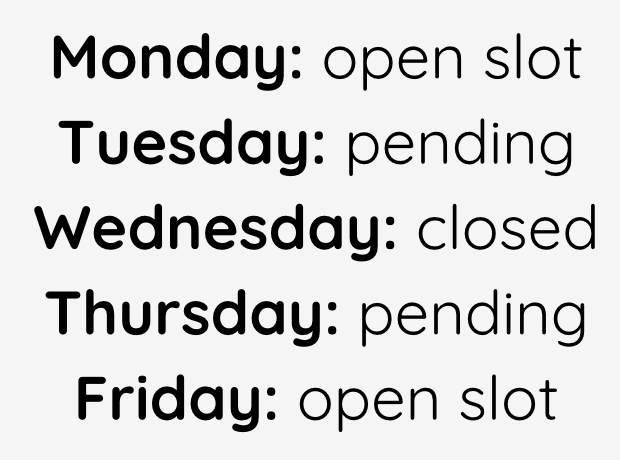 Monday: open slot
Tuesday: pending
Wednesday: closed
Thursday: pending
Friday: open slot